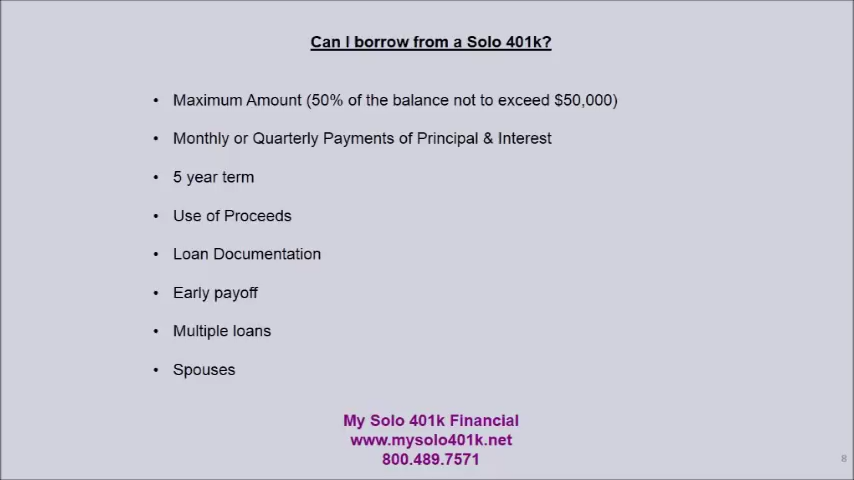 Can I borrow from a Solo 401k?
• Maximum Amount (50% of the balance not to exceed $50,000)
• Monthly or Quarterly Payments of Principal & Interest
• 5 year term
• Use of Proceeds
• Loan Documentation
• Early payoff
• Multiple loans
• Spouses
My Solo 401k Financial
www.mysolo401k.net
800.489.7571
8